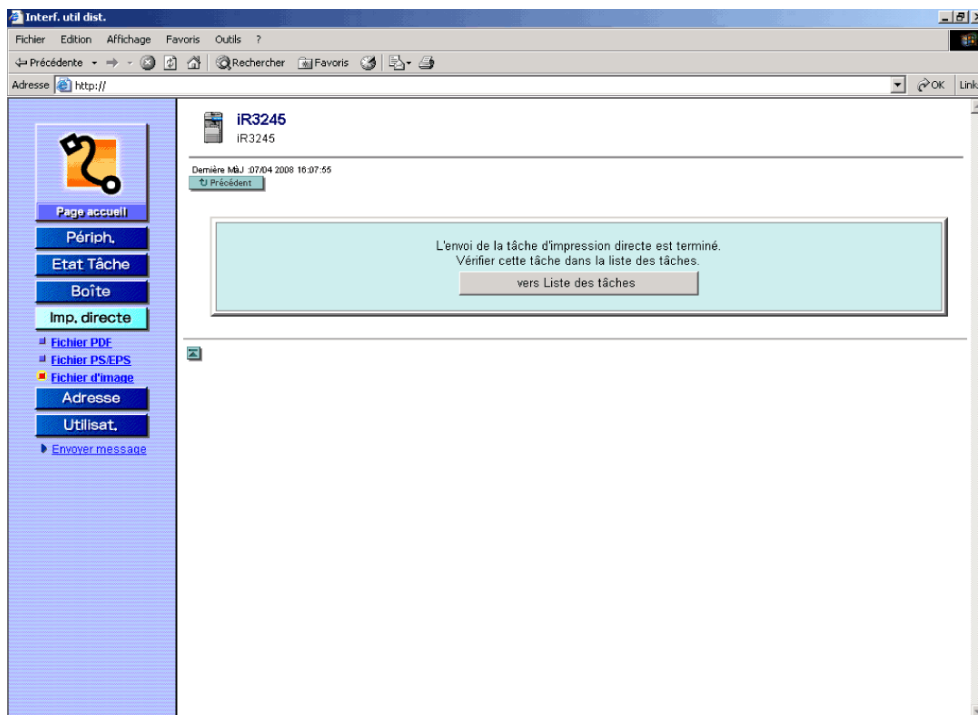 Interf. util dist.
Fichier Edition Affichage Favoris Outils ?
Précédente Rechercher Favoris
Adresse http:// OK Link
iR3245
iR3245
Dernière MàJ :07/04 2008 16:07:55
Précédent
Page accueil
Périph.
Etat Tâche
Boîte
Imp. directe
Fichier PDF
Fichier PS/EPS
Fichier d'image
Adresse
Utilisat.
Envoyer message
L'envoi de la tâche d'impression directe est terminé.
Vérifier cette tâche dans la liste des tâches.
vers Liste des tâches